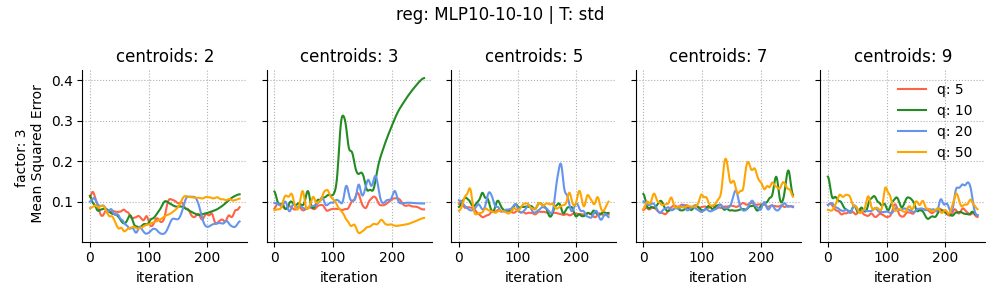 reg: MLP10-10-10 | T: std
centroids: 2
centroids: 3
centroids: 5
centroids: 7
centroids: 9
factor: 3
Mean Squared Error
0.4
0.3
0.2
0.1
q: 5
q: 10
q: 20
q: 50
0 100 200
0 100 200
0 100 200
0 100 200
0 100 200
iteration
iteration
iteration
iteration
iteration